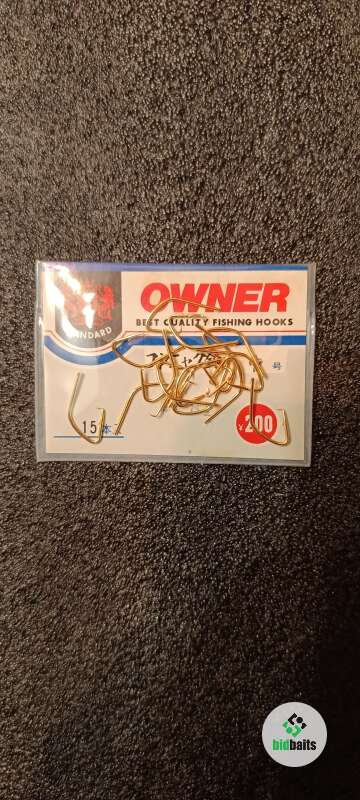 OWNER
BEST QUALITY FISHING HOOKS
STANDARD
号
15本
¥200
bidbaits